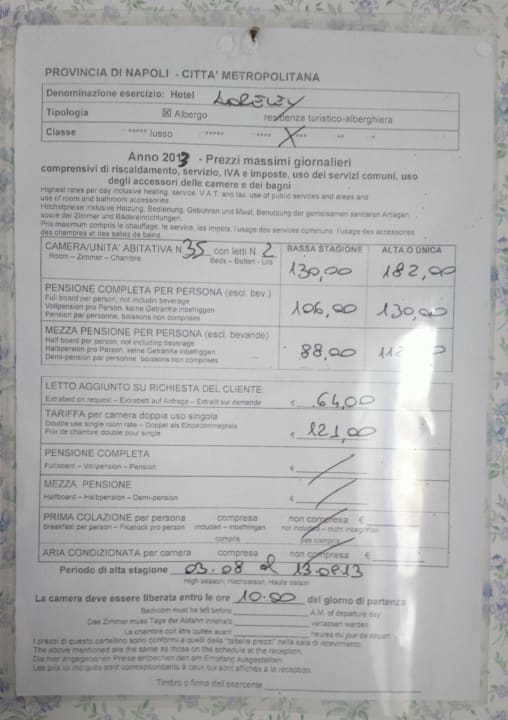 PROVINCIA DI NAPOLI - CITTA' METROPOLITANA
Denominazione esercizio: Hotel LORELEY
Tipologia ☒ Albergo residenza turistico-alberghiera
Classe ***** lusso ***** **** *** ** *
Anno 2013 - Prezzi massimi giornalieri
comprensivi di riscaldamento, servizio, IVA e imposte, uso dei servizi comuni, uso
degli accessori delle camere e dei bagni
Highest rates per day inclusive heating, service, V.A.T. and tax, use of public services and areas and
use of room and bathroom accessories
Höchstpreise inklusive Heizung, Bedienung, Gebühren und Mwst, Benutzung der gemeinsamen sanitären Anlagen,
sowie der Zimmer und Bädereinrichtungen
Prix maximum compris le chauffage, le service, les impôts, l'usage des services communs, l'usage des accessoires
des chambres et des salles de bains
CAMERA/UNITA' ABITATIVA N 35 con letti N. 2 BASSA STAGIONE ALTA O UNICA
Room – Zimmer – Chambre Beds – Betten - Lits
130,00 182,00
PENSIONE COMPLETA PER PERSONA (escl. bev.)
Full board per person, not includin beverage
Vollpension pro Person, keine Getränke inbefriggen
Pension par personne, boissons non comprises
106,00 130,00
MEZZA PENSIONE PER PERSONA (escl. bevande)
Half board per person, not including beverage
Halbpension pro Person, keine Getränke inbefriggen
Demi-pension par personne, boissons non comprises
88,00
LETTO AGGIUNTO SU RICHIESTA DEL CLIENTE:
Extrabed on request – Extrabett auf Anfrage – Extralit sur demande € 64,00
TARIFFA per camera doppia uso singola
Double use single room rate – Doppel als Einzelzimmepreis
Prix de chambre double pour single € 121,00
PENSIONE COMPLETA
Fullboard – Vollpension - Pension €
MEZZA PENSIONE
Halfboard – Halbpension – Demi-pension €
PRIMA COLAZIONE per persona compresa non compresa €
Breakfast per person – Frustuck pro person included – inbeffringen not included – not inbegriffen
compris pas compris
ARIA CONDIZIONATA per camera compresa non compresa €
Periodo di alta stagione 03.08 al
High season, Hochsaison, Haute saison
La camera deve essere liberata entro le ore 10.00 del giorno di partenza
Bedroom must he left before A.M. of departure day
Das Zimmer muss Tage der Abfahrt innerhalb verlassen werden
La chambre doit être quittée avant heures du jour de départ
I prezzi di questo cartellino sono conformi a quelli della "tabella prezzi" nella sala di ricevimento
The above mentioned are the same as those on the schedule at the reception.
Die hier angegebenen Preise entsprechen den am Empfang ausgestellten
Les prix ici indiqués sont correspondants à ceux qui sont affichés à la réception.
Timbro o firma dell'esercente